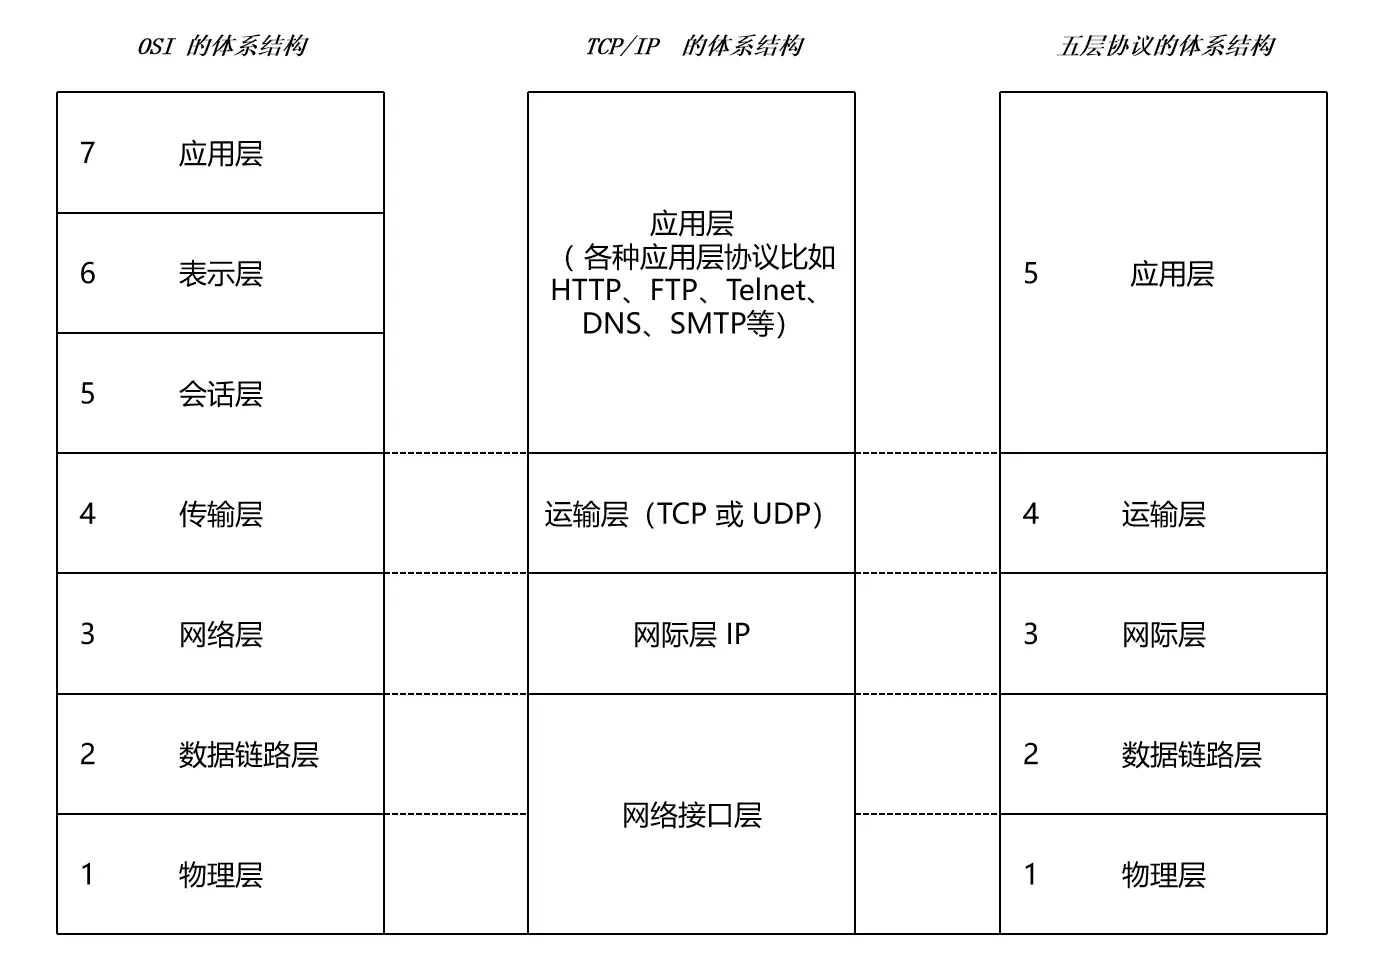 OSI 的体系结构
TCP/IP 的体系结构
五层协议的体系结构
7 应用层
6 表示层
5 会话层
4 传输层
3 网络层
2 数据链路层
1 物理层
应用层
（ 各种应用层协议比如
HTTP、FTP、Telnet、
DNS、SMTP等）
运输层（TCP 或 UDP）
网际层 IP
网络接口层
5 应用层
4 运输层
3 网际层
2 数据链路层
1 物理层